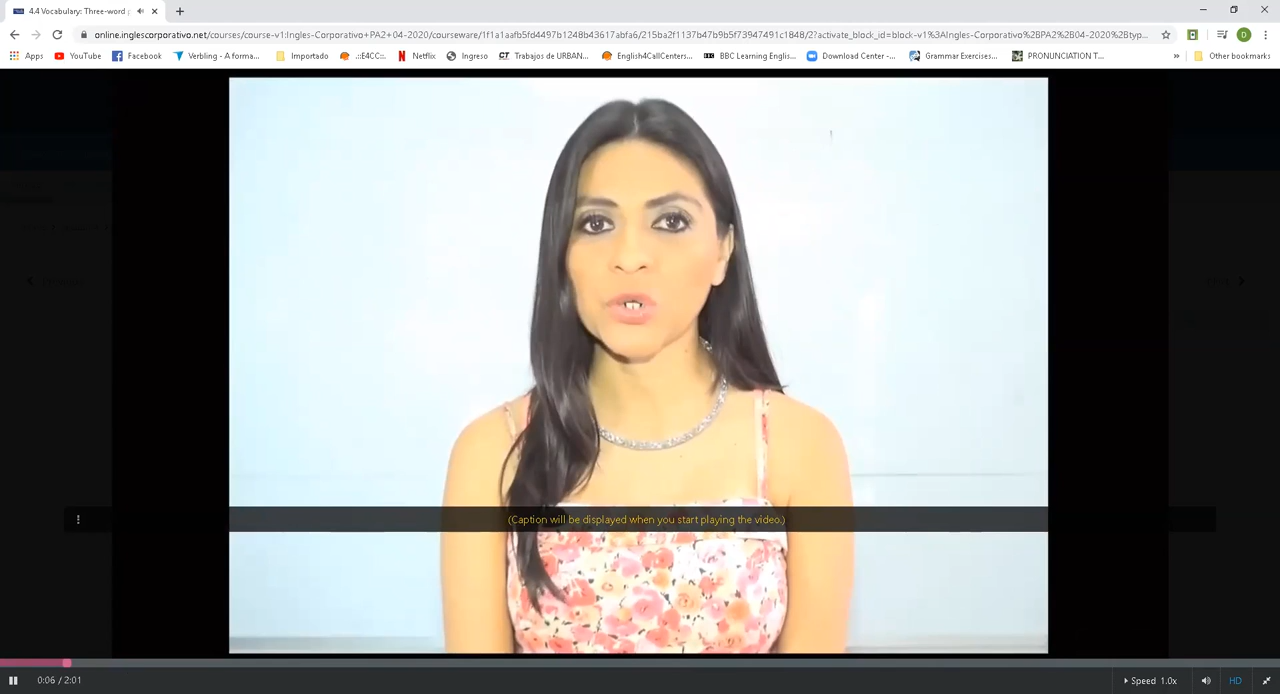 4.4 Vocabulary: Three-word
online.inglescorporativo.net/courses/course-v1:Ingles-Corporativo+PA2+04-2020/courseware/1f1a1aafb5fd4497b1248b43617abfa6/215ba2f1137b47b9b5f73947491c1848/2?activate_block_id=block-v1%3AIngles-Corporativo%2BPA2%2B04-2020%2Btyp...
D
Apps YouTube Facebook Verbling - A forma... Importado .::E4CC::. Netflix Ingreso CT Trabajos de URBAN... English4CallCenters... BBC Learning Englis... Download Center -... Grammar Exercises... PRONUNCIATION T... » Other bookmarks
(Caption will be displayed when you start playing the video.)
0:06 / 2:01 Speed 1.0x HD